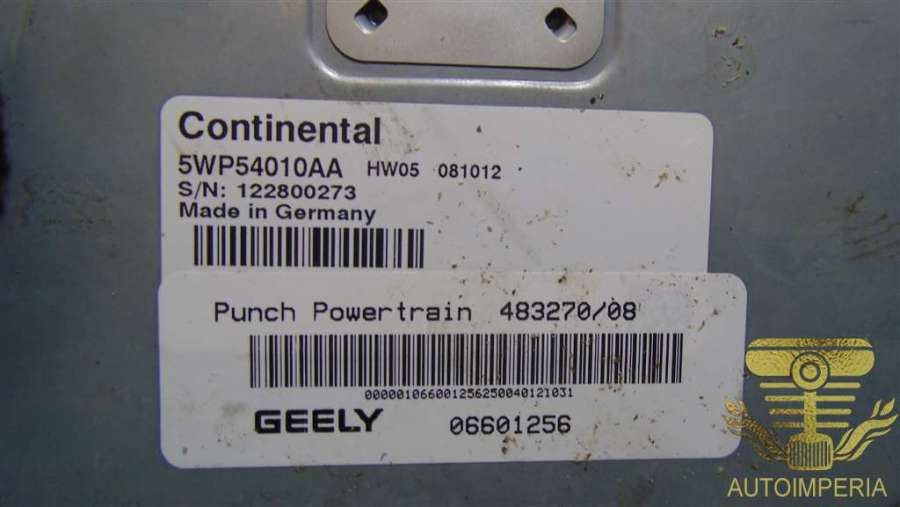 Continental
5WP54010AA HW05 081012
S/N: 122800273
Made in Germany
Punch Powertrain 483270/08
000001066001256250040121031
GEELY 06601256
AUTOIMPERIA